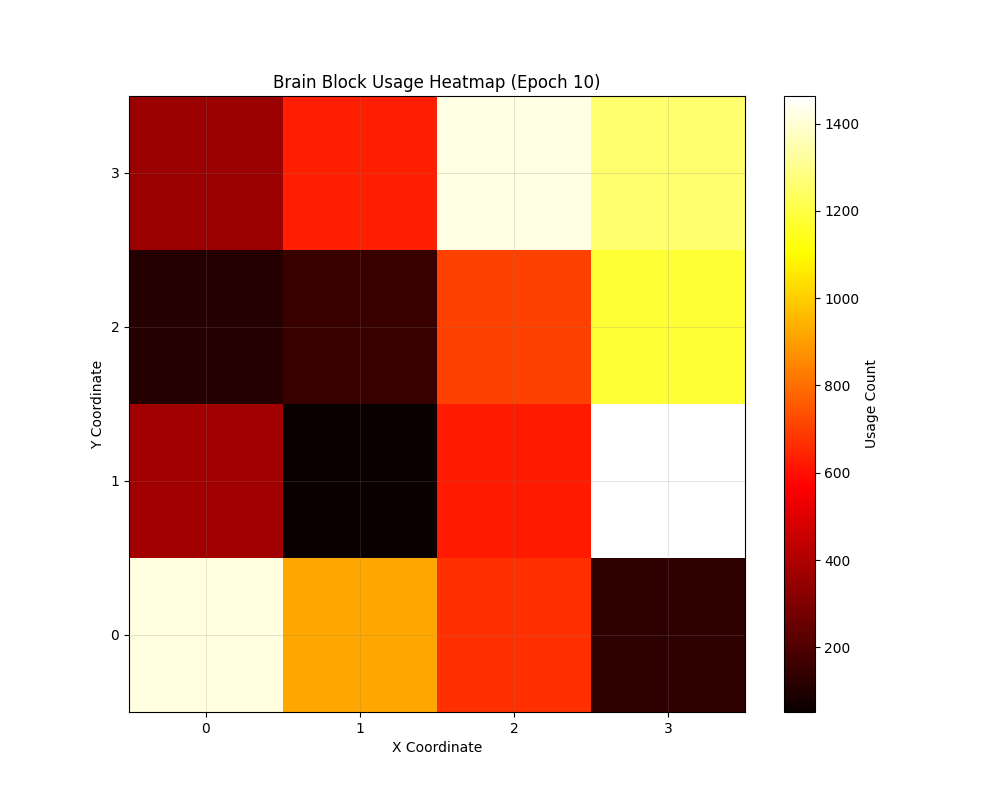 Brain Block Usage Heatmap (Epoch 10)
3
2
1
0
Y Coordinate
0 1 2 3
X Coordinate
1400
1200
1000
800
600
400
200
Usage Count